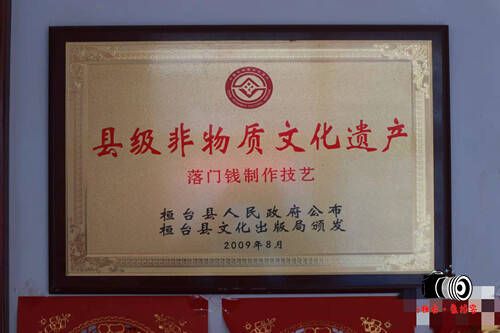 县级非物质文化遗产
落门钱制作技艺
桓台县人民政府公布
桓台县文化出版局颁发
2009年8月